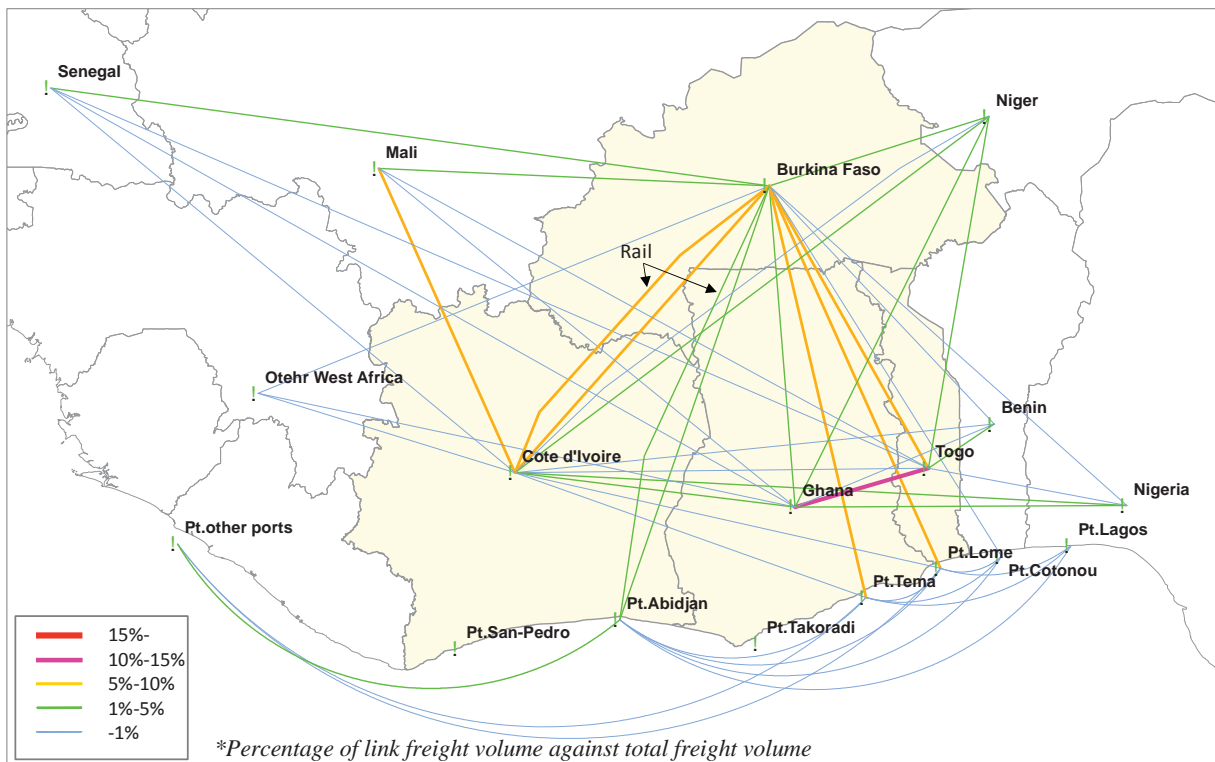 Senegal
Niger
Mali
Burkina Faso
Rail
Otehr West Africa
Benin
Cote d'Ivoire
Togo
Ghana
Nigeria
Pt.other ports
Pt.Lagos
Pt.Lome
Pt.Cotonou
Pt.Tema
Pt.Abidjan
Pt.San-Pedro
Pt.Takoradi
15%-
10%-15%
5%-10%
1%-5%
-1%
*Percentage of link freight volume against total freight volume